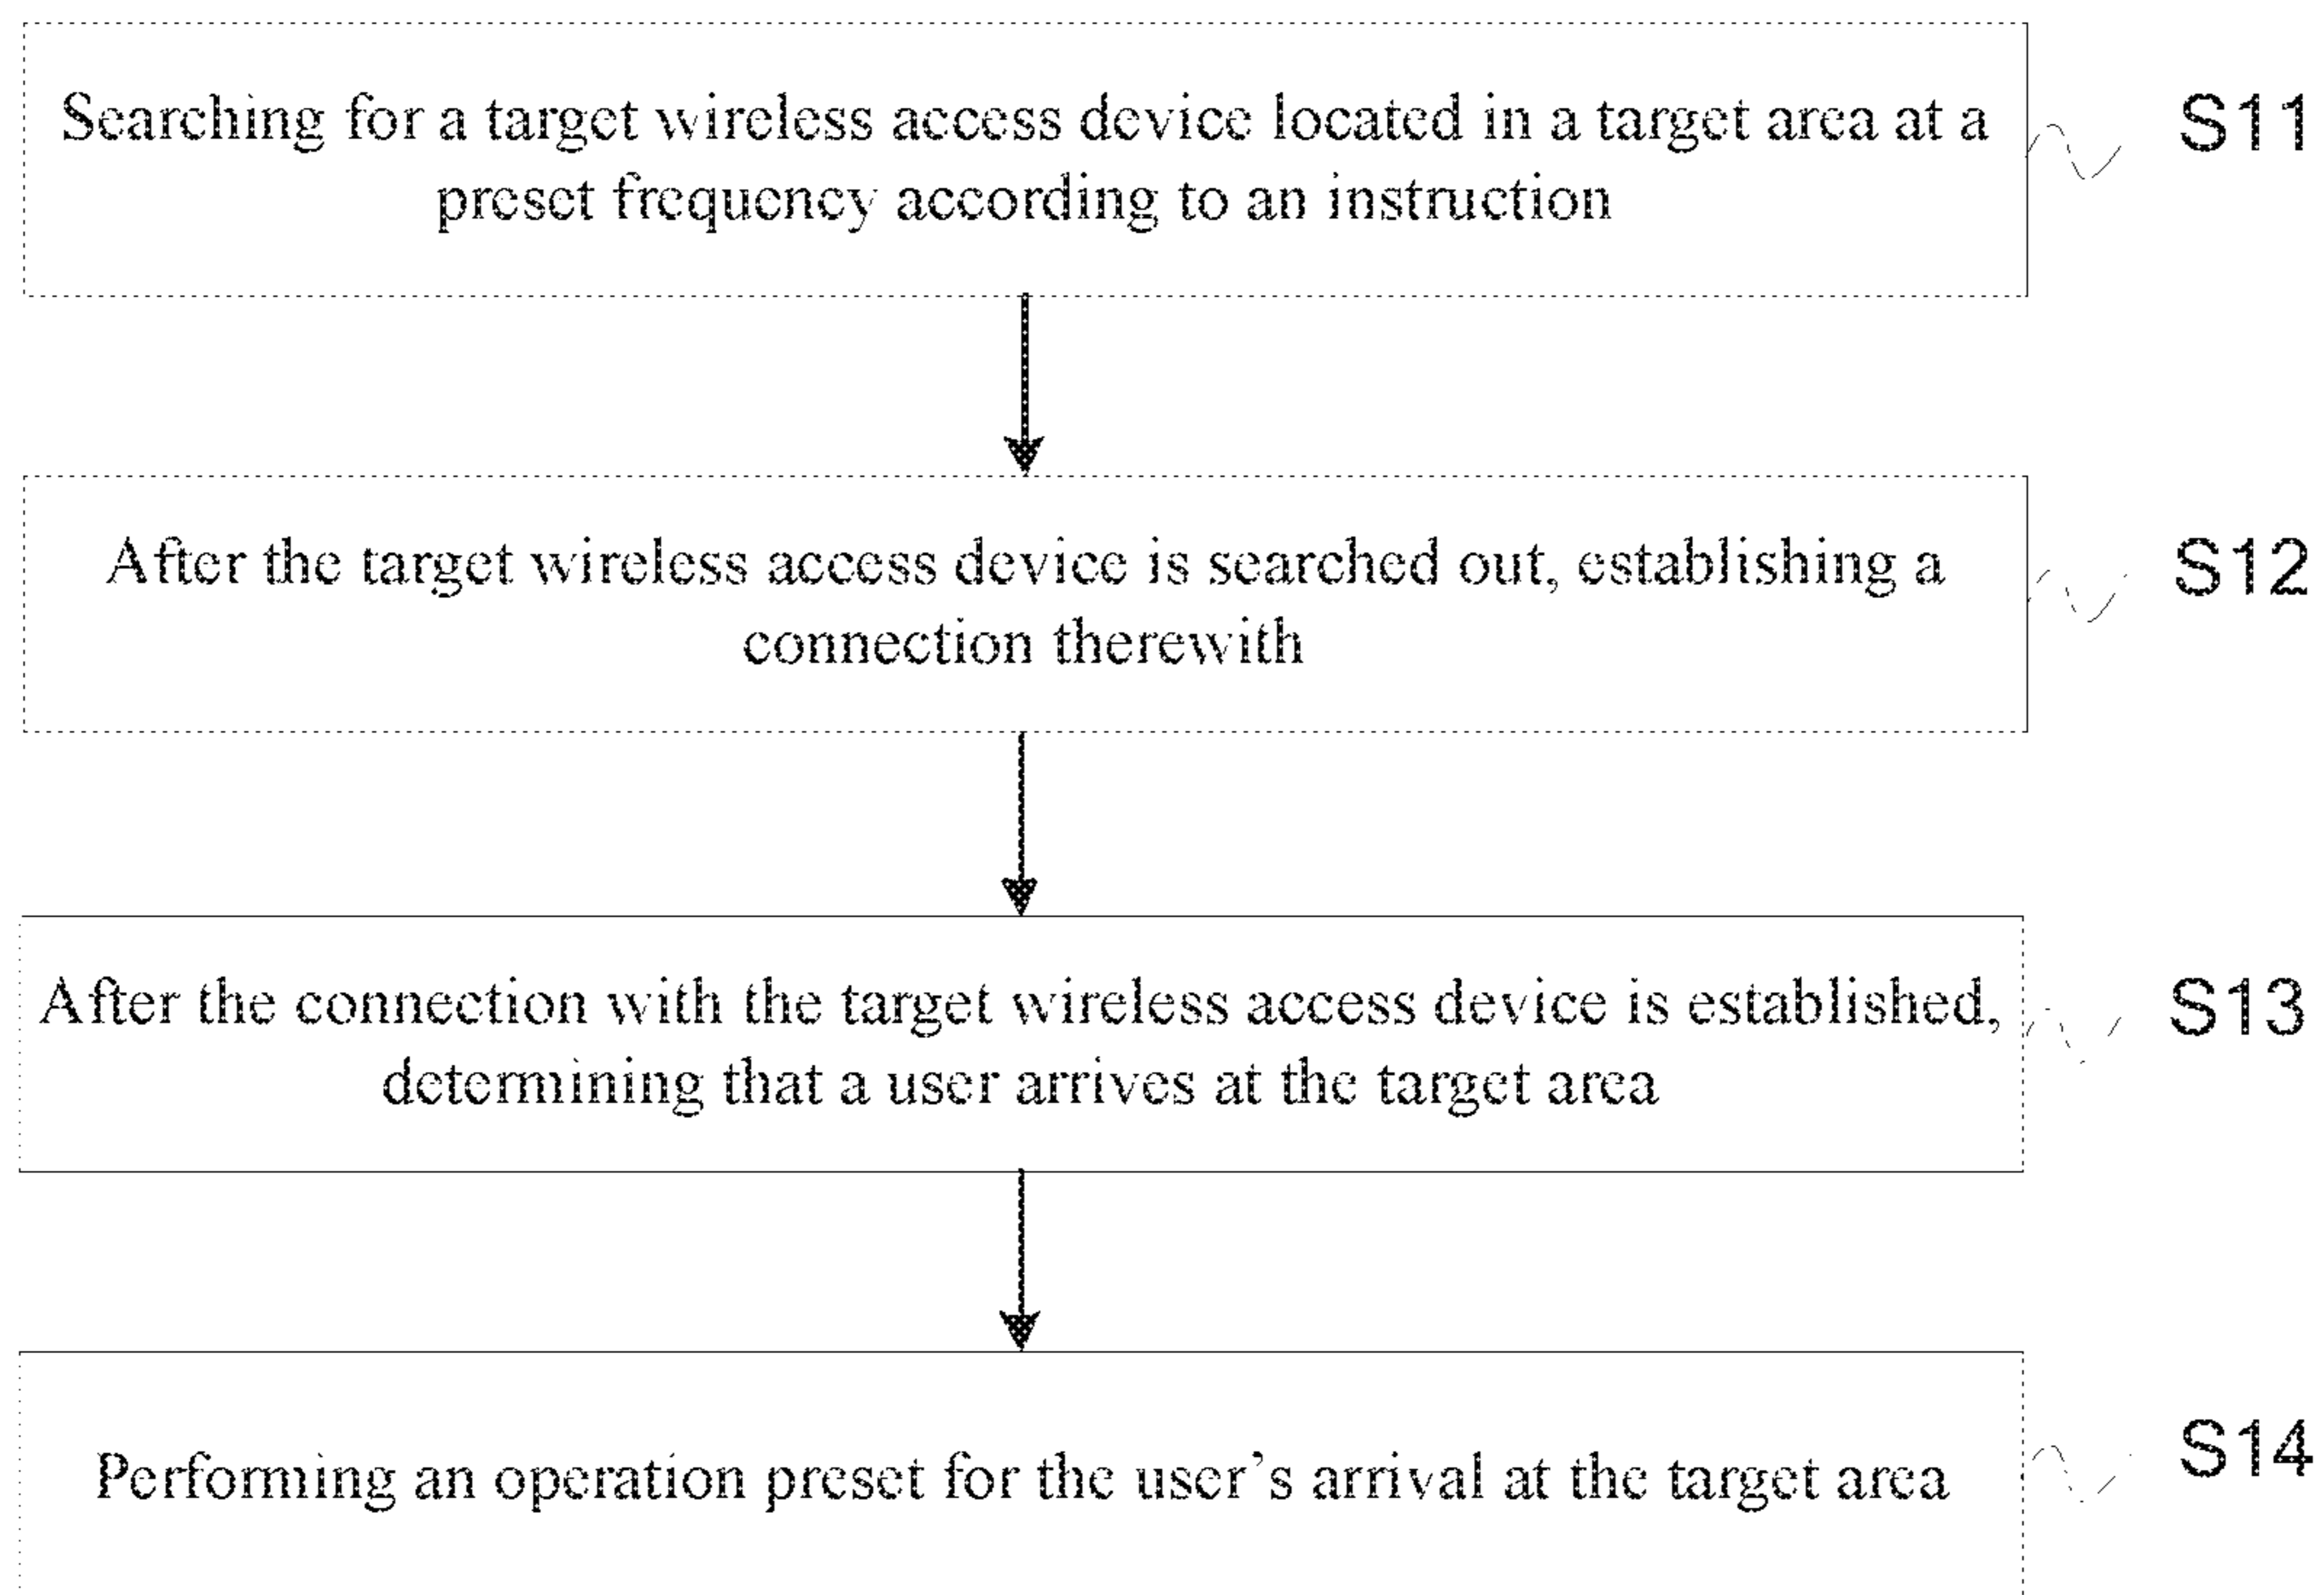 Searching for a target wireless access device located in a target area at a
preset frequency according to an instruction
S11
After the target wireless access device is searched out, establishing a
connection therewith
S12
After the connection with the target wireless access device is established,
determining that a user arrives at the target area
S13
Performing an operation preset for the user's arrival at the target area
S14